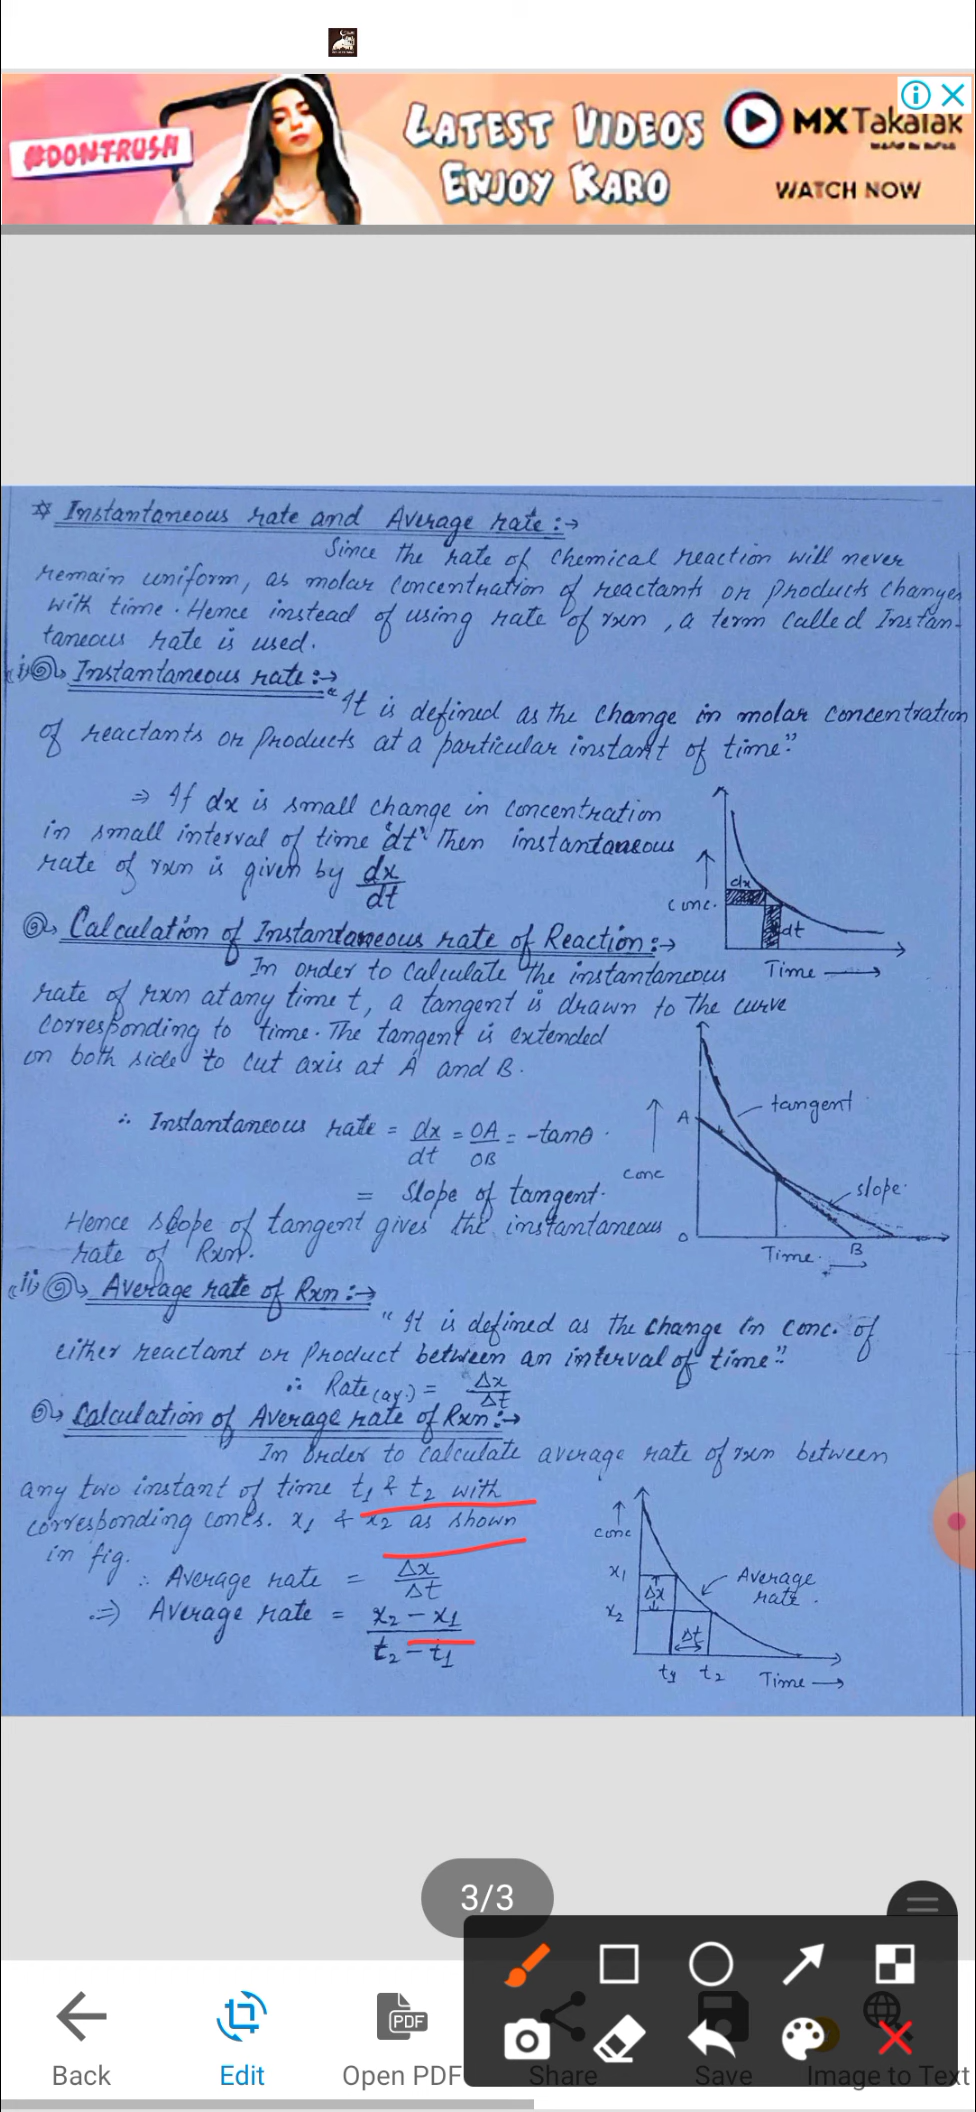 #DONTRUSH
LATEST VIDEOS
ENJOY KARO
MXTakatak
WATCH NOW
Instantaneous rate and Average rate:→
Since the rate of chemical reaction will never
remain uniform, as molar concentration of reactants or products changes
with time. Hence instead of using rate of rxn, a term called Instan-
taneous rate is used.
(i) Instantaneous rate:→
"It is defined as the change in molar concentration
of reactants or products at a particular instant of time."
⇒ If dx is small change in concentration
in small interval of time 'dt'. Then instantaneous
rate of rxn is given by dx/dt
conc.
dx
dt
Time →
Calculation of Instantaneous rate of Reaction:→
In order to calculate the instantaneous
rate of rxn at any time t, a tangent is drawn to the curve
corresponding to time. The tangent is extended
on both side to cut axis at A and B.
∴ Instantaneous rate = dx/dt = OA/OB = -tanθ.
= Slope of tangent.
Hence slope of tangent gives the instantaneous
rate of Rxn.
A
tangent
conc
slope
O
Time.
B
(ii) Average rate of Rxn:→
"It is defined as the change in conc. of
either reactant or product between an interval of time"
∴ Rate(av.) = Δx/Δt
Calculation of Average rate of Rxn:→
In order to calculate average rate of rxn between
any two instant of time t1 & t2 with
corresponding concs. x1 & x2 as shown
in fig.
∴ Average rate = Δx/Δt
⇒ Average rate = x2 - x1 / t2 - t1
conc
x1
x2
Δx
Average
rate.
Δt
t1
t2
Time →
3/3
Back
Edit
PDF
Open PDF
Share
Save
Image to Text